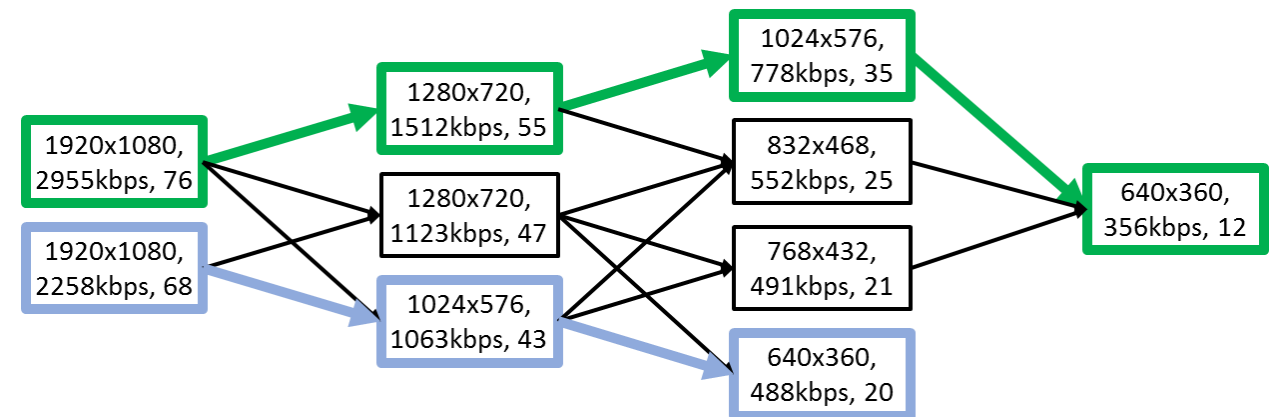 1920x1080,
2955kbps, 76
1920x1080,
2258kbps, 68
1280x720,
1512kbps, 55
1280x720,
1123kbps, 47
1024x576,
1063kbps, 43
1024x576,
778kbps, 35
832x468,
552kbps, 25
768x432,
491kbps, 21
640x360,
488kbps, 20
640x360,
356kbps, 12